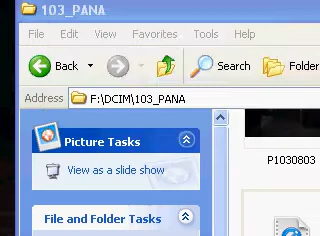 103_PANA
File Edit View Favorites Tools Help
Back Search Folder
Address F:\DCIM\103_PANA
Picture Tasks
View as a slide show
P1030803
File and Folder Tasks